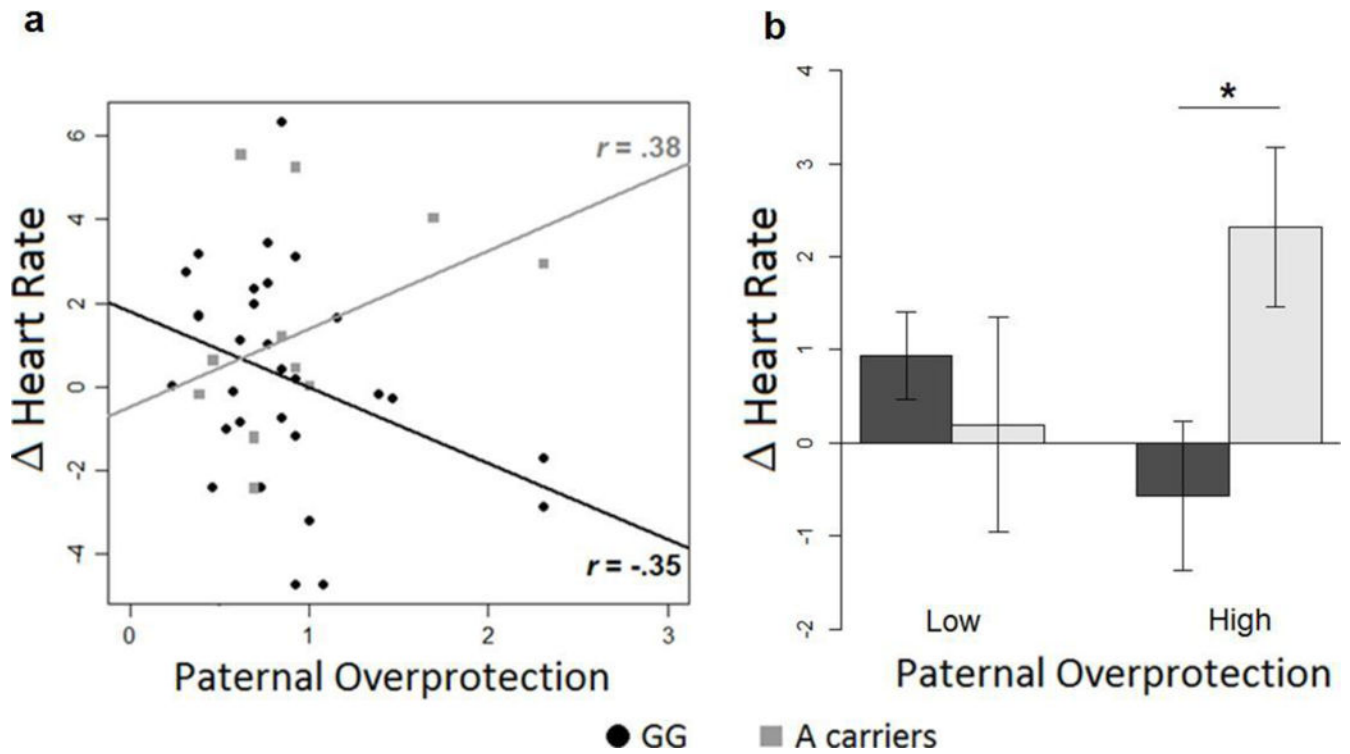 a
b
Δ Heart Rate
6
4
2
0
-2
-4
r = .38
r = -.35
0 1 2 3
Paternal Overprotection
Δ Heart Rate
4
3
2
1
0
-1
-2
*
Low High
Paternal Overprotection
GG A carriers